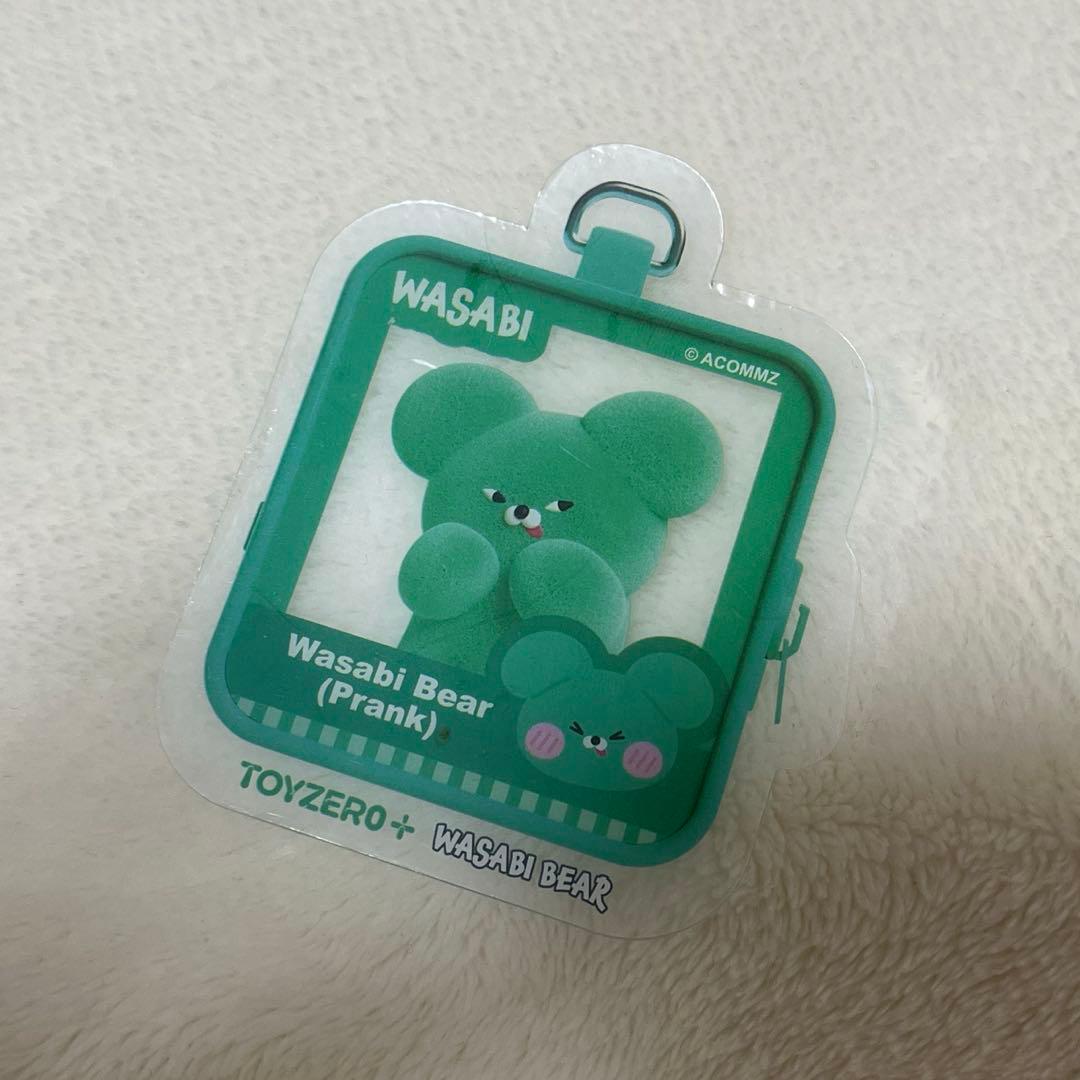 WASABI
© ACOMMZ
Wasabi Bear
(Prank)
TOYZERO+
WASABI BEAR